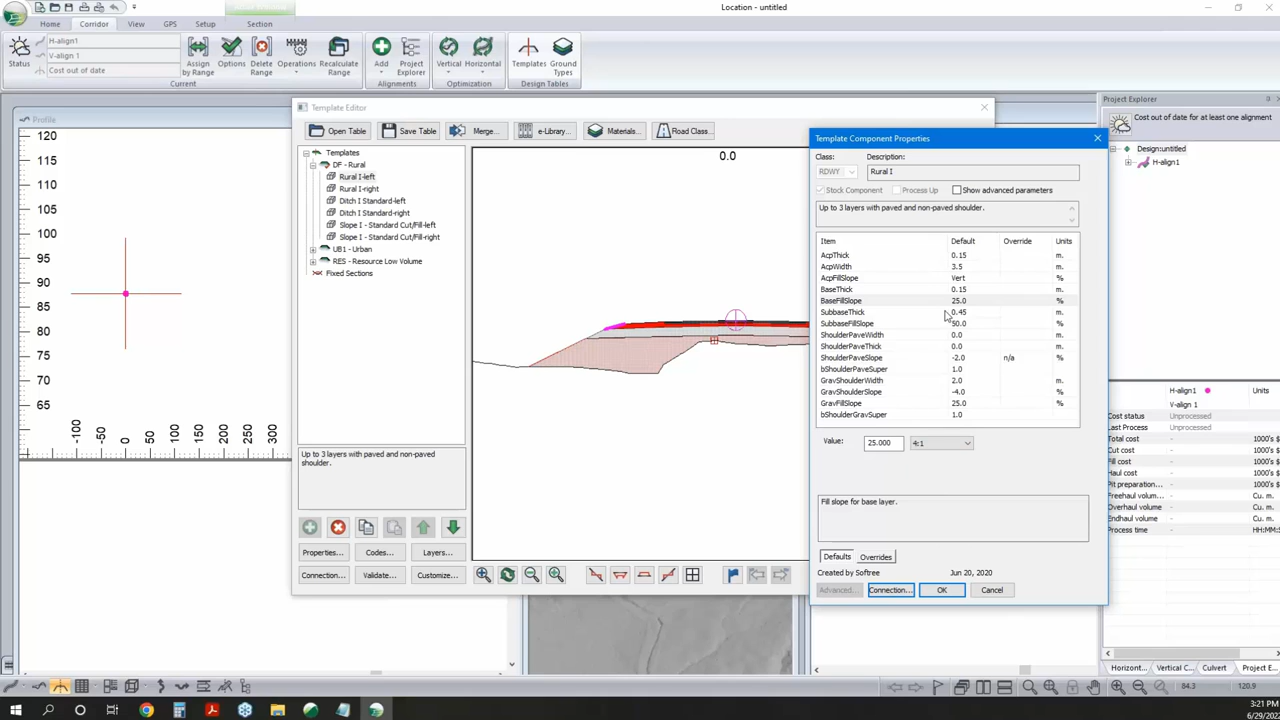 Location - untitled
Home Corridor View GPS Setup Section
Status
H-align1
V-align 1
Cost out of date
Assign by Range
Options
Delete Range
Operations
Recalculate Range
Add
Project Explorer
Vertical
Horizontal
Templates
Ground Types
Current
Alignments
Optimization
Design Tables
Profile
120
115
110
105
100
95
90
85
80
75
70
65
-100
-50
0
50
100
150
200
250
300
Template Editor
Open Table
Save Table
Merge...
e-Library...
Materials...
Road Class...
Templates
DF - Rural
Rural I-left
Rural I-right
Ditch I Standard-left
Ditch I Standard-right
Slope I - Standard Cut/Fill-left
Slope I - Standard Cut/Fill-right
UB1 - Urban
RES - Resource Low Volume
Fixed Sections
Up to 3 layers with paved and non-paved
shoulder.
Properties... Codes... Layers...
Connection... Validate... Customize...
0.0
Template Component Properties
Class: Description:
RDWY Rural I
Stock Component Process Up Show advanced parameters
Up to 3 layers with paved and non-paved shoulder.
Item Default Override Units
AcpThick 0.15 m.
AcpWidth 3.5 m.
AcpFillSlope Vert %
BaseThick 0.15 m.
BaseFillSlope 25.0 %
SubbaseThick 0.45 m.
SubbaseFillSlope 50.0 %
ShoulderPaveWidth 0.0 m.
ShoulderPaveThick 0.0 m.
ShoulderPaveSlope -2.0 n/a %
bShoulderPaveSuper 1.0
GravShoulderWidth 2.0 m.
GravShoulderSlope -4.0 %
GravFillSlope 25.0 %
bShoulderGravSuper 1.0
Value: 25.000 4:1
Fill slope for base layer.
Defaults Overrides
Created by Softree Jun 20, 2020
Advanced... Connection... OK Cancel
Project Explorer
Cost out of date for at least one alignment
Design:untitled
H-align1
H-align1 Units
V-align 1
Cost status Unprocessed
Last Process Unprocessed
Total cost - 1000's $
Cut cost - 1000's $
Fill cost - 1000's $
Haul cost - 1000's $
Pit preparation... - 1000's $
Freehaul volum... - Cu. m.
Overhaul volume - Cu. m.
Endhaul volume - Cu. m.
Process time - HH:MM:S
Horizont... Vertical C... Culvert Project E...
84.3 120.9
3:21 PM